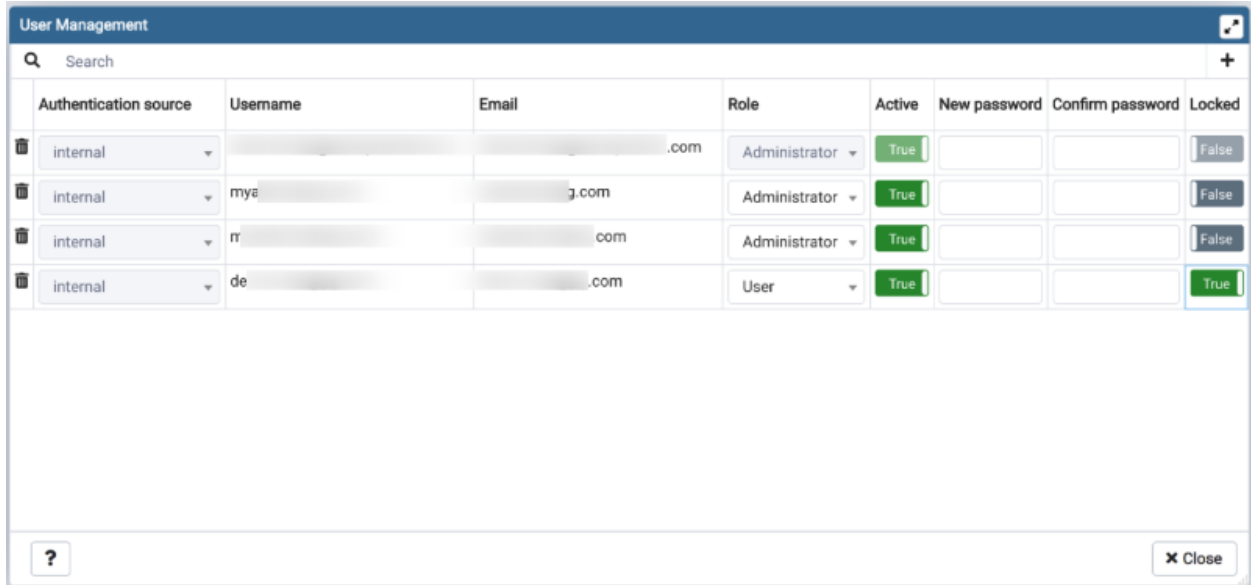 User Management
Search
Authentication source Username Email Role Active New password Confirm password Locked
internal .com Administrator True False
internal mya g.com Administrator True False
internal m com Administrator True False
internal de .com User True True
? Close